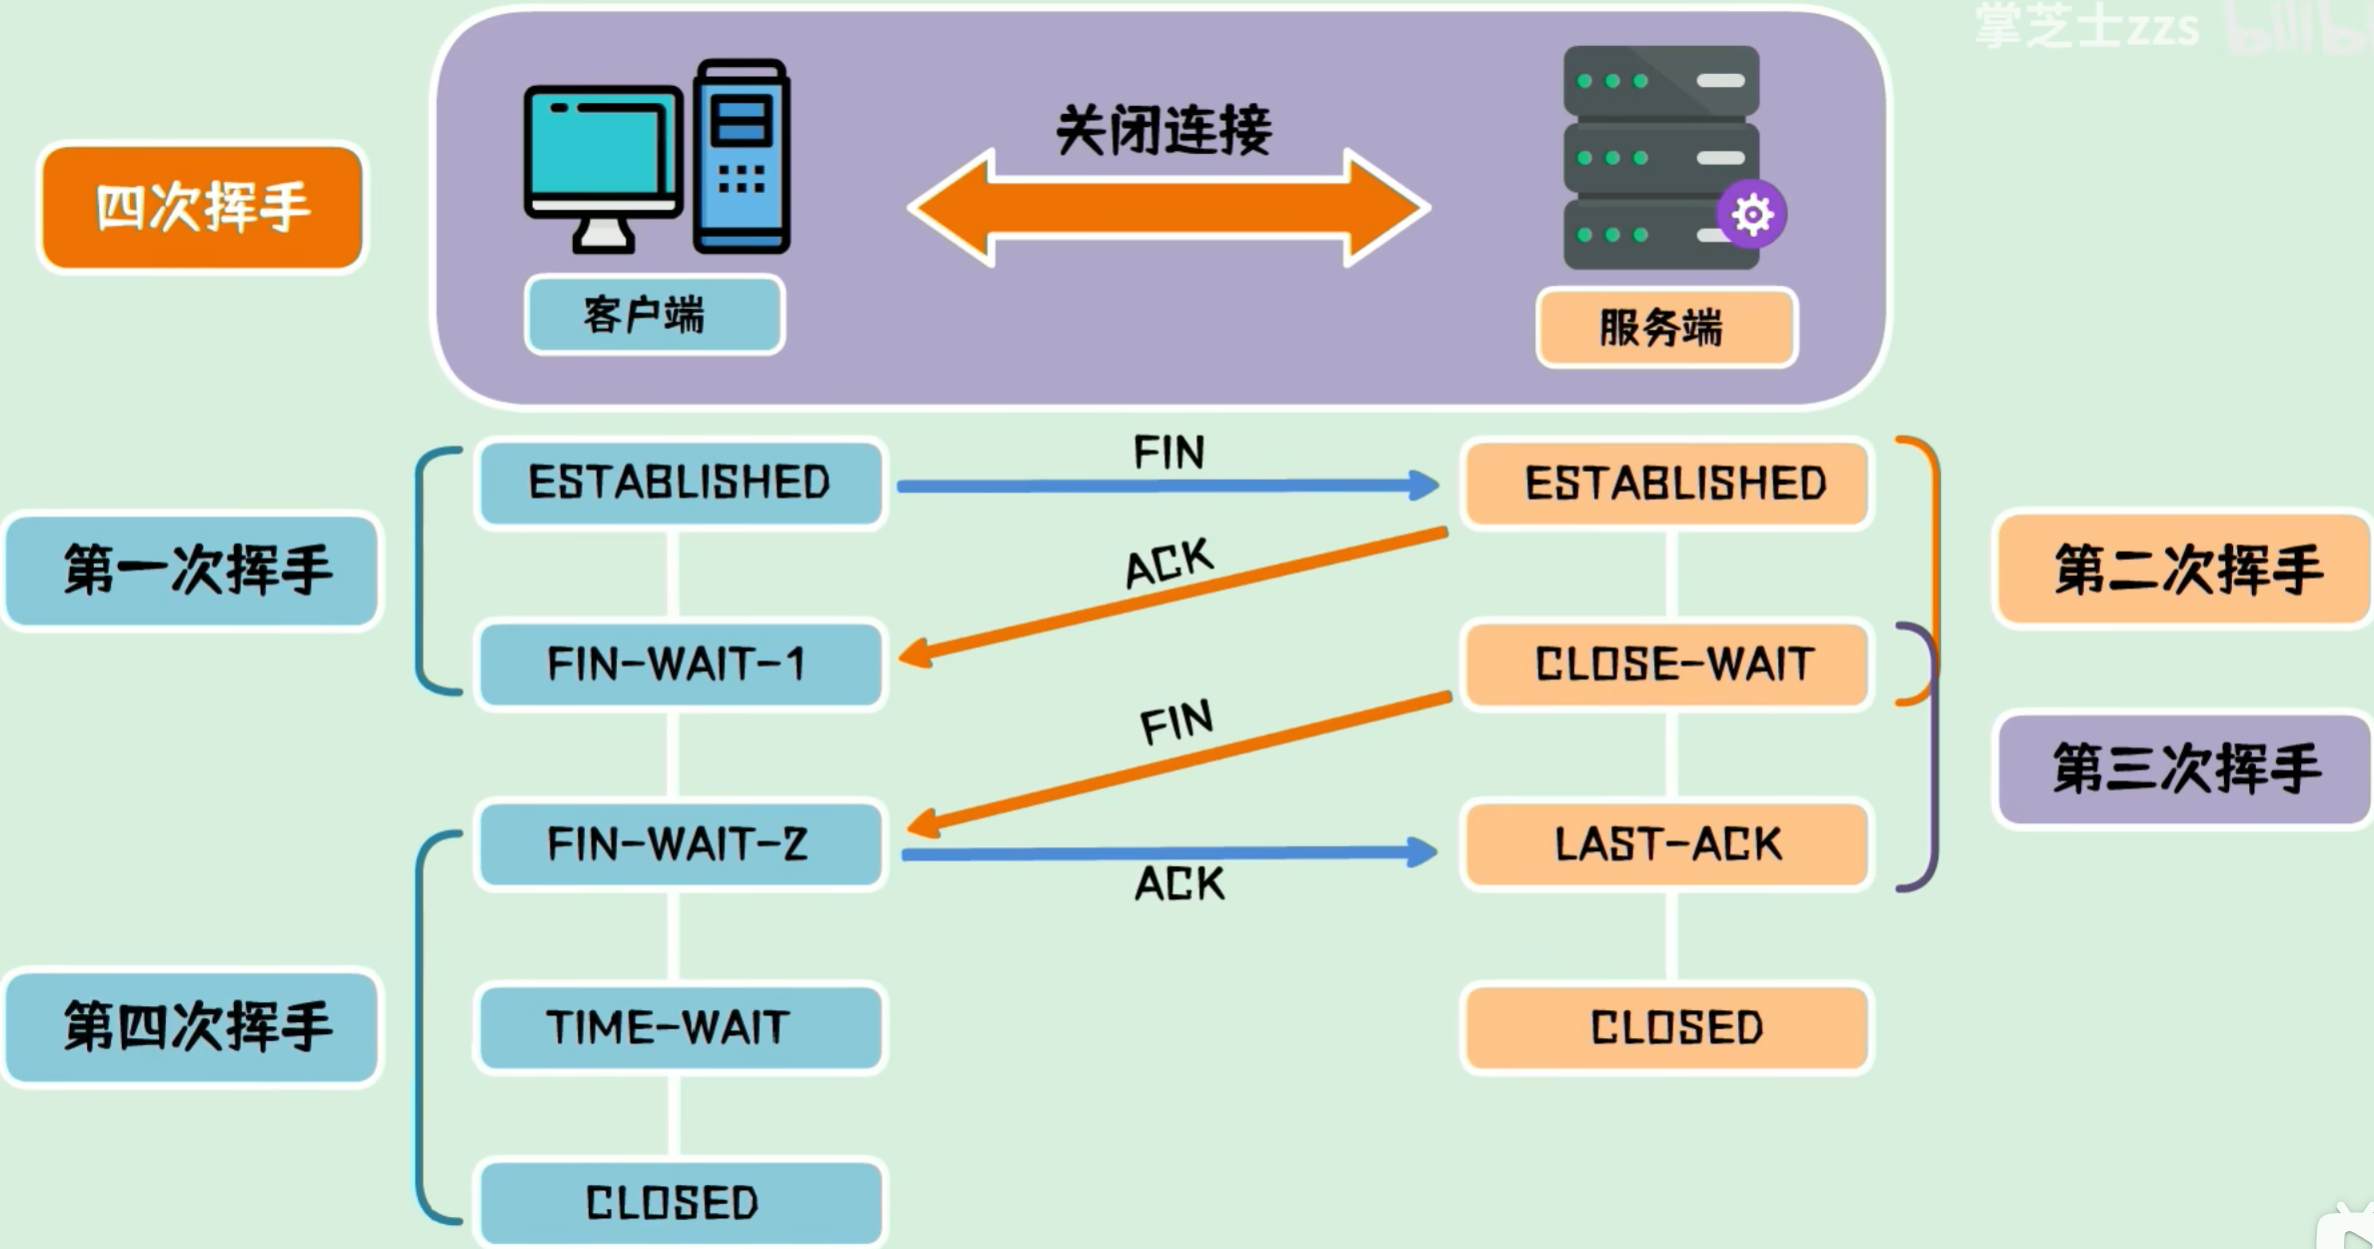 掌芝士zzs bilibili
四次挥手
关闭连接
客户端
服务端
ESTABLISHED
FIN
ESTABLISHED
第一次挥手
ACK
第二次挥手
FIN-WAIT-1
CLOSE-WAIT
FIN
第三次挥手
FIN-WAIT-2
LAST-ACK
ACK
第四次挥手
TIME-WAIT
CLOSED
CLOSED